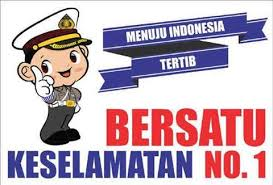 MENUJU INDONESIA
TERTIB
BERSATU
KESELAMATAN NO. 1